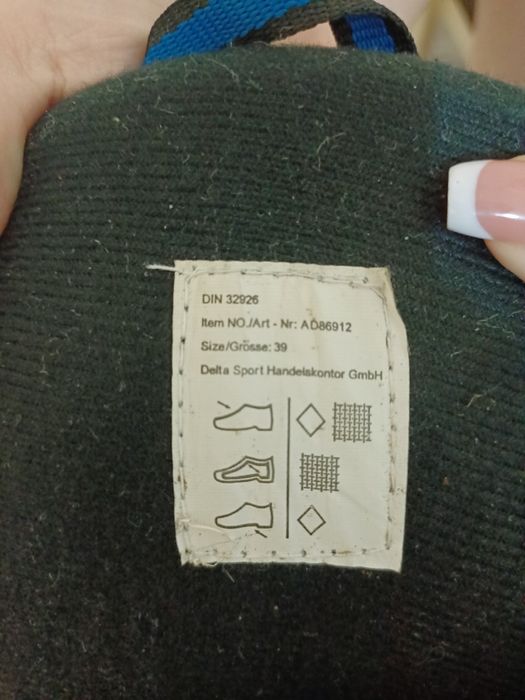 DIN 32926
Item NO./Art - Nr: AD86912
Size/Grösse: 39
Delta Sport Handelskontor GmbH